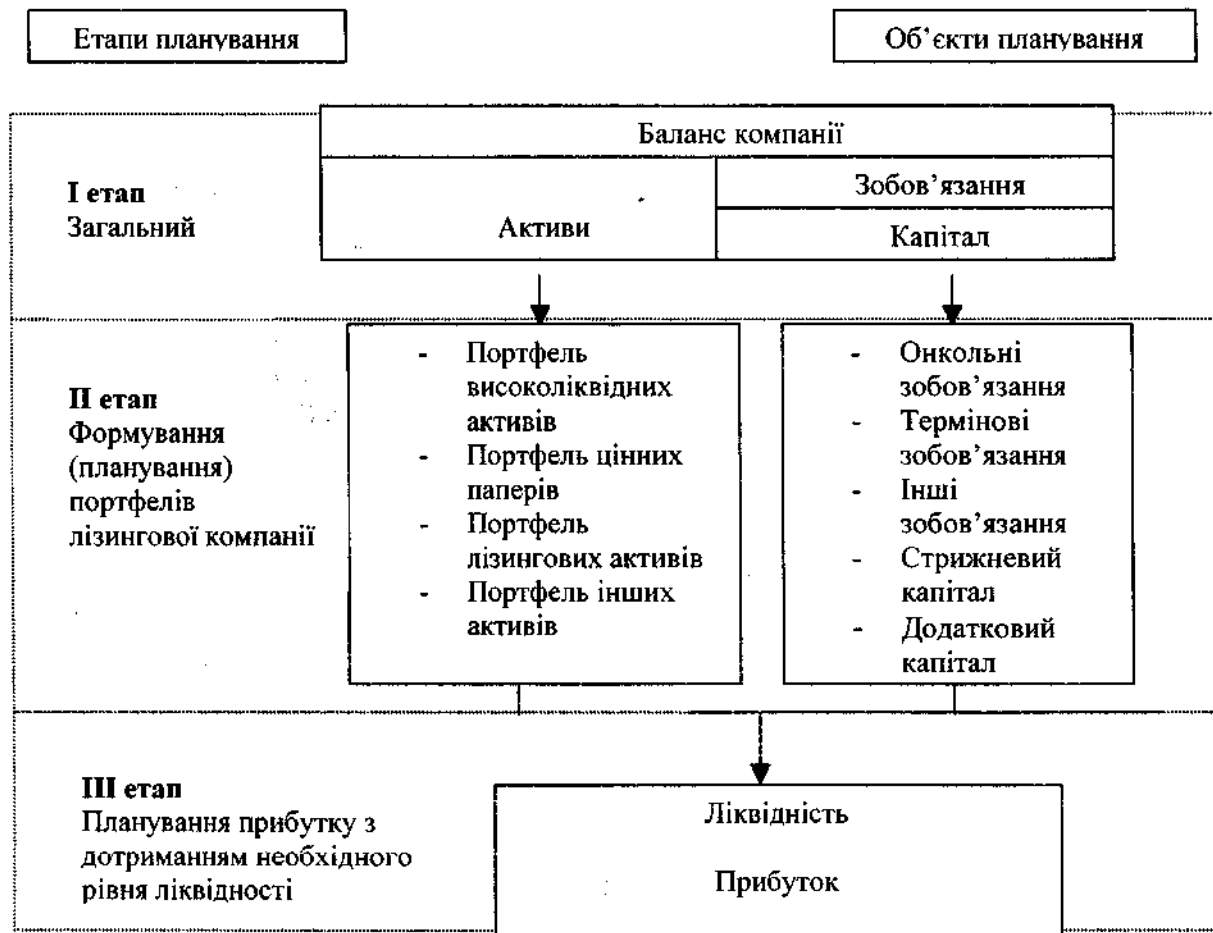 Етапи планування
Об’єкти планування
Баланс компанії
І етап
Загальний
Активи
Зобов’язання
Капітал
ІІ етап
Формування
(планування)
портфелів
лізингової компанії
- Портфель
високоліквідних
активів
- Портфель цінних
паперів
- Портфель
лізингових активів
- Портфель інших
активів
- Онкольні
зобов’язання
- Термінові
зобов’язання
- Інші
зобов’язання
- Стрижневий
капітал
- Додатковий
капітал
ІІІ етап
Планування прибутку з
дотриманням необхідного
рівня ліквідності
Ліквідність
Прибуток